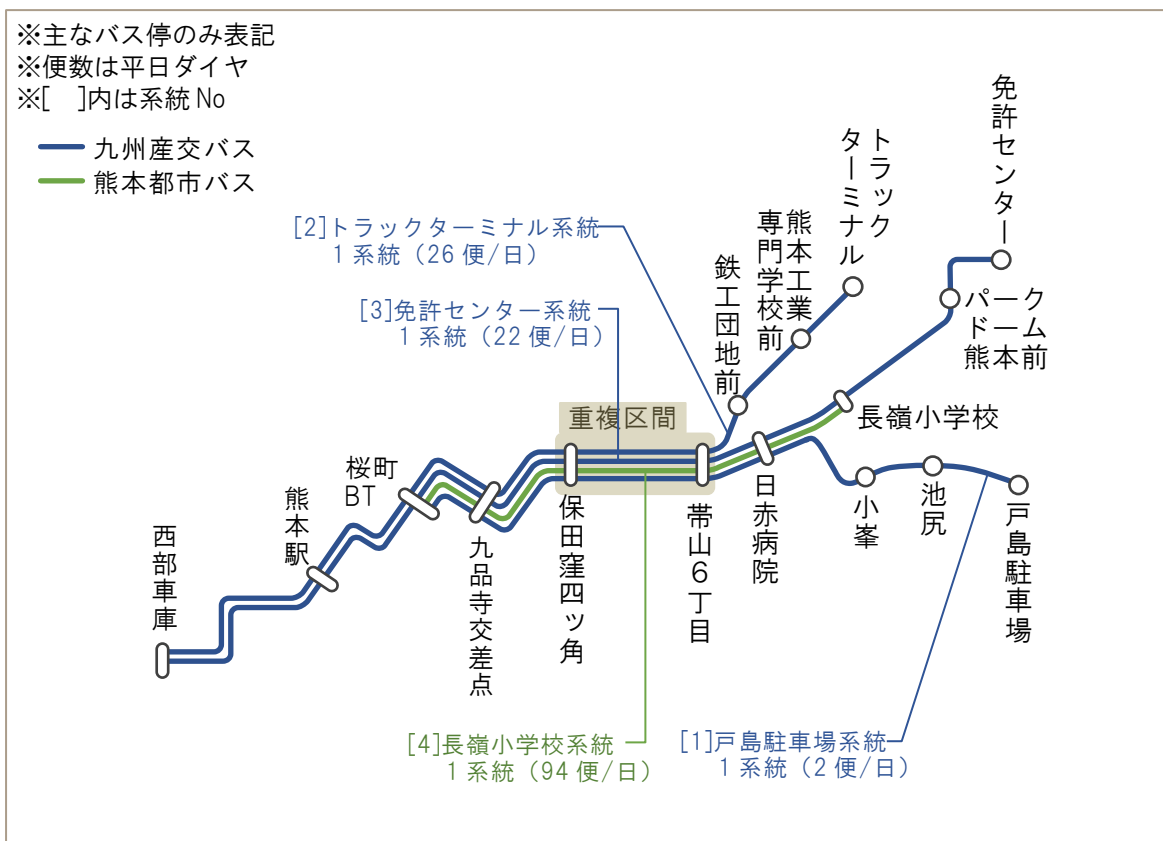 ※主なバス停のみ表記
※便数は平日ダイヤ
※[　]内は系統No
九州産交バス
熊本都市バス
[2]トラックターミナル系統
1系統（26便/日）
[3]免許センター系統
1系統（22便/日）
重複区間
西部車庫
熊本駅
桜町
BT
九品寺交差点
保田窪四ッ角
帯山6丁目
日赤病院
鉄工団地前
熊本工業
専門学校前
トラック
ターミナル
免許センター
パーク
ドーム
熊本前
長嶺小学校
小峯
池尻
戸島駐車場
[4]長嶺小学校系統
1系統（94便/日）
[1]戸島駐車場系統
1系統（2便/日）